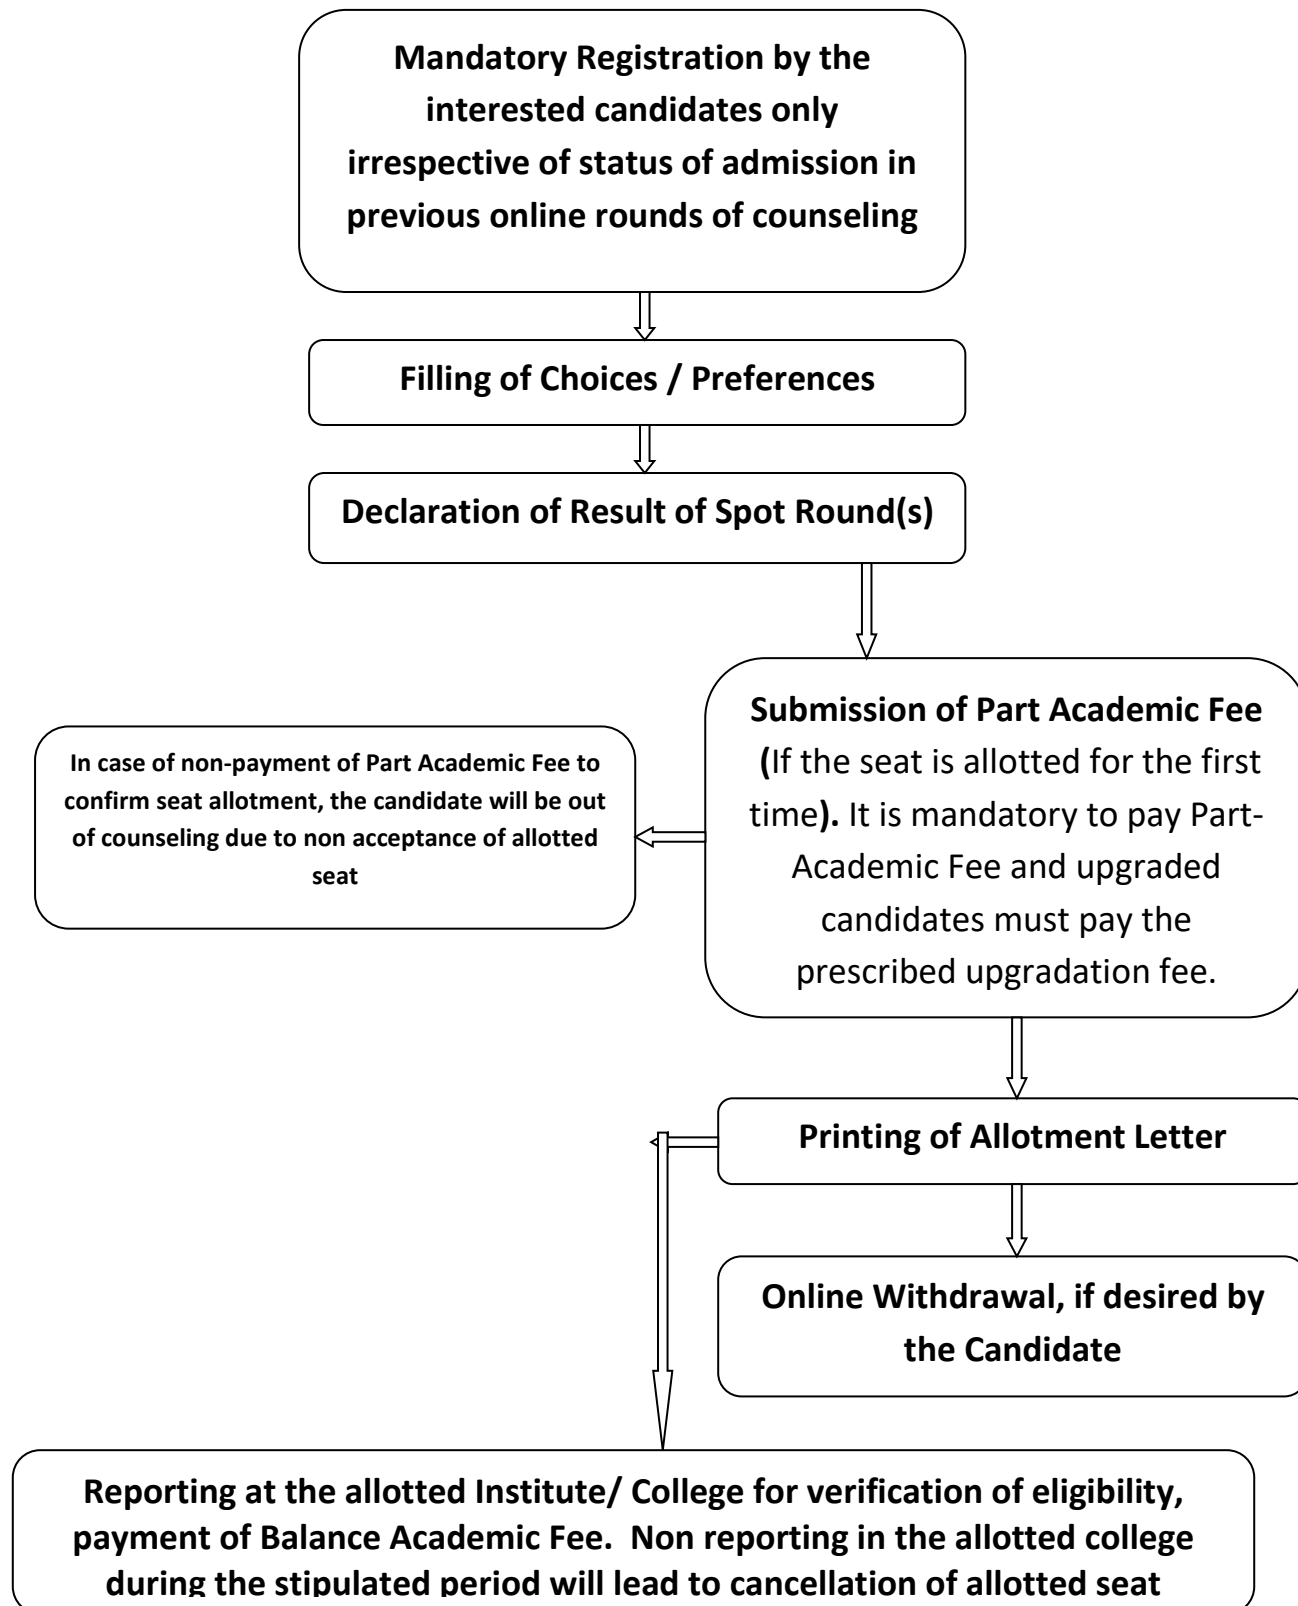 Mandatory Registration by the
interested candidates only
irrespective of status of admission in
previous online rounds of counseling
Filling of Choices / Preferences
Declaration of Result of Spot Round(s)
Submission of Part Academic Fee
(If the seat is allotted for the first
time). It is mandatory to pay Part-
Academic Fee and upgraded
candidates must pay the
prescribed upgradation fee.
In case of non-payment of Part Academic Fee to
confirm seat allotment, the candidate will be out
of counseling due to non acceptance of allotted
seat
Printing of Allotment Letter
Online Withdrawal, if desired by
the Candidate
Reporting at the allotted Institute/ College for verification of eligibility,
payment of Balance Academic Fee.  Non reporting in the allotted college
during the stipulated period will lead to cancellation of allotted seat